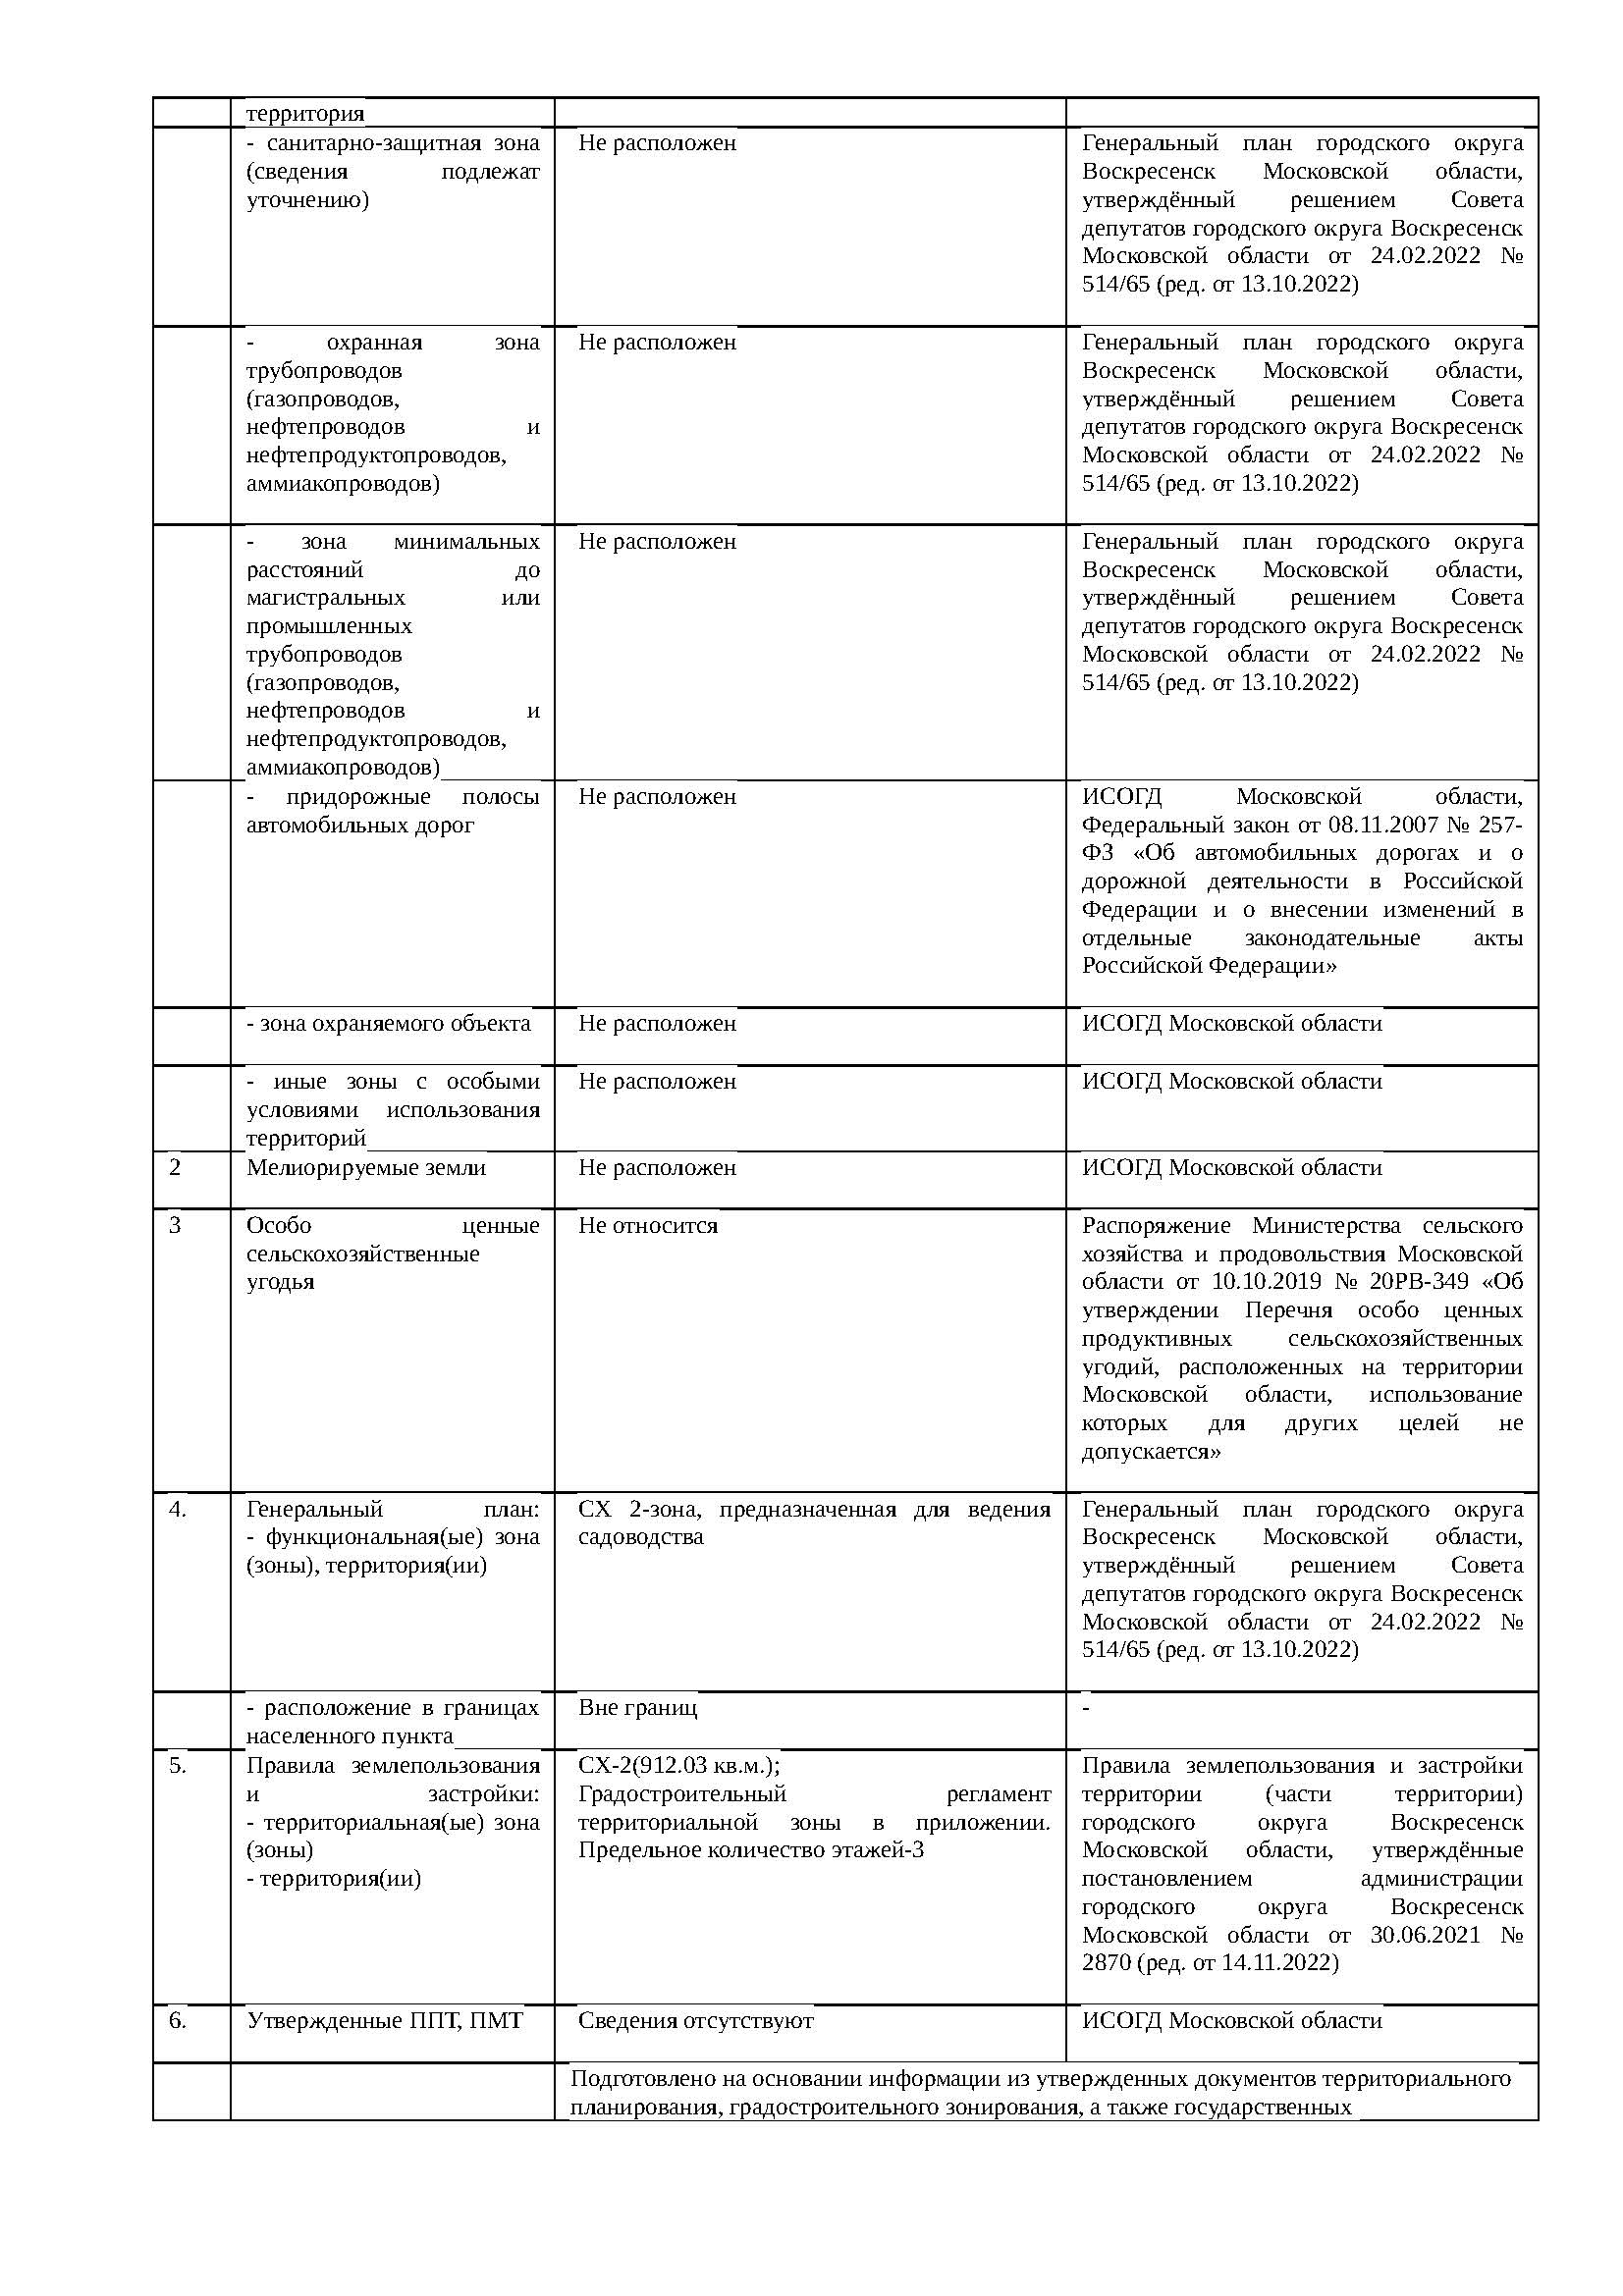 территория
- санитарно-защитная зона
(сведения подлежат
уточнению)
Не расположен
Генеральный план городского округа
Воскресенск Московской области,
утверждённый решением Совета
депутатов городского округа Воскресенск
Московской области от 24.02.2022 №
514/65 (ред. от 13.10.2022)
- охранная зона
трубопроводов
(газопроводов,
нефтепроводов и
нефтепродуктопроводов,
аммиакопроводов)
Не расположен
Генеральный план городского округа
Воскресенск Московской области,
утверждённый решением Совета
депутатов городского округа Воскресенск
Московской области от 24.02.2022 №
514/65 (ред. от 13.10.2022)
- зона минимальных
расстояний до
магистральных или
промышленных
трубопроводов
(газопроводов,
нефтепроводов и
нефтепродуктопроводов,
аммиакопроводов)
Не расположен
Генеральный план городского округа
Воскресенск Московской области,
утверждённый решением Совета
депутатов городского округа Воскресенск
Московской области от 24.02.2022 №
514/65 (ред. от 13.10.2022)
- придорожные полосы
автомобильных дорог
Не расположен
ИСОГД Московской области,
Федеральный закон от 08.11.2007 № 257-
ФЗ «Об автомобильных дорогах и о
дорожной деятельности в Российской
Федерации и о внесении изменений в
отдельные законодательные акты
Российской Федерации»
- зона охраняемого объекта
Не расположен
ИСОГД Московской области
- иные зоны с особыми
условиями использования
территорий
Не расположен
ИСОГД Московской области
2
Мелиорируемые земли
Не расположен
ИСОГД Московской области
3
Особо ценные
сельскохозяйственные
угодья
Не относится
Распоряжение Министерства сельского
хозяйства и продовольствия Московской
области от 10.10.2019 № 20РВ-349 «Об
утверждении Перечня особо ценных
продуктивных сельскохозяйственных
угодий, расположенных на территории
Московской области, использование
которых для других целей не
допускается»
4.
Генеральный план:
- функциональная(ые) зона
(зоны), территория(ии)
СХ 2-зона, предназначенная для ведения
садоводства
Генеральный план городского округа
Воскресенск Московской области,
утверждённый решением Совета
депутатов городского округа Воскресенск
Московской области от 24.02.2022 №
514/65 (ред. от 13.10.2022)
- расположение в границах
населенного пункта
Вне границ
-
5.
Правила землепользования
и застройки:
- территориальная(ые) зона
(зоны)
- территория(ии)
СХ-2(912.03 кв.м.);
Градостроительный регламент
территориальной зоны в приложении.
Предельное количество этажей-3
Правила землепользования и застройки
территории (части территории)
городского округа Воскресенск
Московской области, утверждённые
постановлением администрации
городского округа Воскресенск
Московской области от 30.06.2021 №
2870 (ред. от 14.11.2022)
6.
Утвержденные ППТ, ПМТ
Сведения отсутствуют
ИСОГД Московской области
Подготовлено на основании информации из утвержденных документов территориального
планирования, градостроительного зонирования, а также государственных